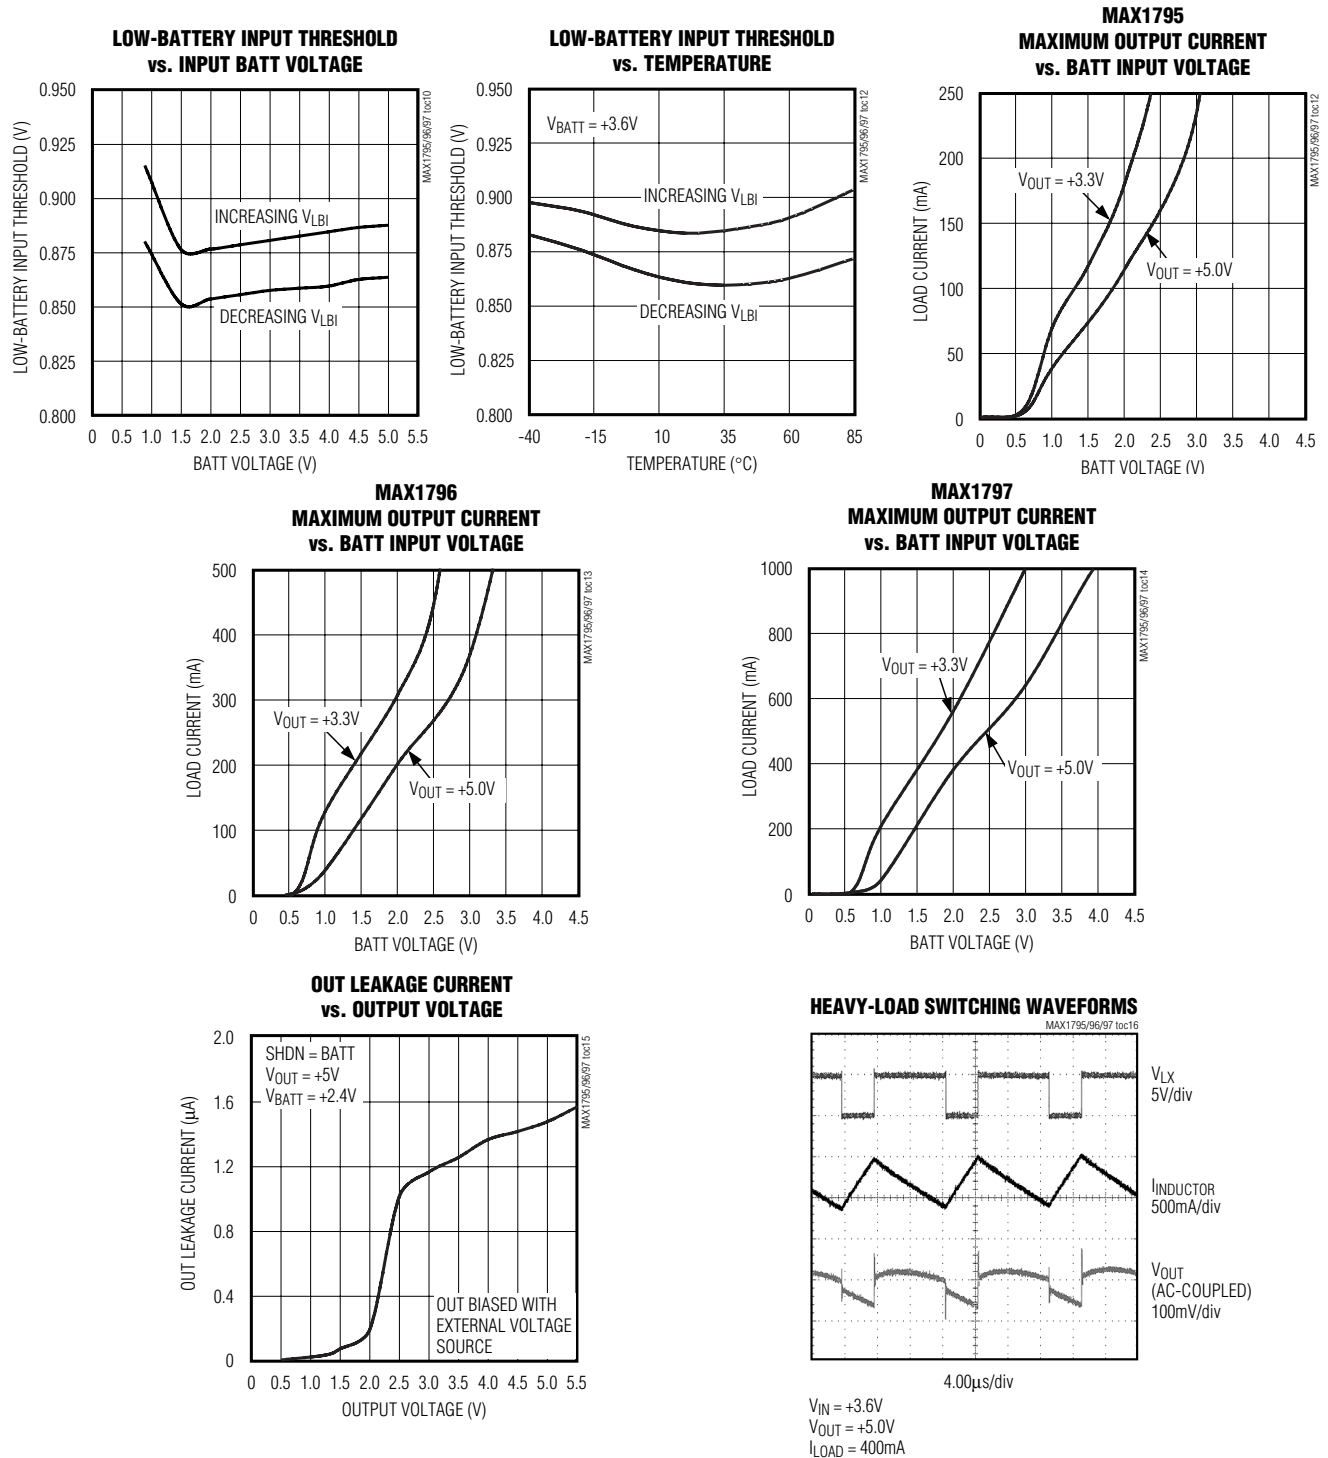 LOW-BATTERY INPUT THRESHOLD
vs. INPUT BATT VOLTAGE
0.950
0.925
0.900
0.875
0.850
0.825
0.800
LOW-BATTERY INPUT THRESHOLD (V)
INCREASING VLBI
DECREASING VLBI
MAX1795/96/97 toc10
0 0.5 1.0 1.5 2.0 2.5 3.0 3.5 4.0 4.5 5.0 5.5
BATT VOLTAGE (V)
LOW-BATTERY INPUT THRESHOLD
vs. TEMPERATURE
0.950
0.925
0.900
0.875
0.850
0.825
0.800
LOW-BATTERY INPUT THRESHOLD (V)
VBATT = +3.6V
INCREASING VLBI
DECREASING VLBI
MAX1795/96/97 toc12
-40 -15 10 35 60 85
TEMPERATURE (°C)
MAX1795
MAXIMUM OUTPUT CURRENT
vs. BATT INPUT VOLTAGE
250
200
150
100
50
0
LOAD CURRENT (mA)
VOUT = +3.3V
VOUT = +5.0V
MAX1795/96/97 toc12
0 0.5 1.0 1.5 2.0 2.5 3.0 3.5 4.0 4.5
BATT VOLTAGE (V)
MAX1796
MAXIMUM OUTPUT CURRENT
vs. BATT INPUT VOLTAGE
500
400
300
200
100
0
LOAD CURRENT (mA)
VOUT = +3.3V
VOUT = +5.0V
MAX1795/96/97 toc13
0 0.5 1.0 1.5 2.0 2.5 3.0 3.5 4.0 4.5
BATT VOLTAGE (V)
MAX1797
MAXIMUM OUTPUT CURRENT
vs. BATT INPUT VOLTAGE
1000
800
600
400
200
0
LOAD CURRENT (mA)
VOUT = +3.3V
VOUT = +5.0V
MAX1795/96/97 toc14
0 0.5 1.0 1.5 2.0 2.5 3.0 3.5 4.0 4.5
BATT VOLTAGE (V)
OUT LEAKAGE CURRENT
vs. OUTPUT VOLTAGE
2.0
1.6
1.2
0.8
0.4
0
OUT LEAKAGE CURRENT (µA)
SHDN = BATT
VOUT = +5V
VBATT = +2.4V
OUT BIASED WITH
EXTERNAL VOLTAGE
SOURCE
MAX1795/96/97 toc15
0 0.5 1.0 1.5 2.0 2.5 3.0 3.5 4.0 4.5 5.0 5.5
OUTPUT VOLTAGE (V)
HEAVY-LOAD SWITCHING WAVEFORMS
MAX1795/96/97 toc16
VLX
5V/div
IINDUCTOR
500mA/div
VOUT
(AC-COUPLED)
100mV/div
4.00µs/div
VIN = +3.6V
VOUT = +5.0V
ILOAD = 400mA